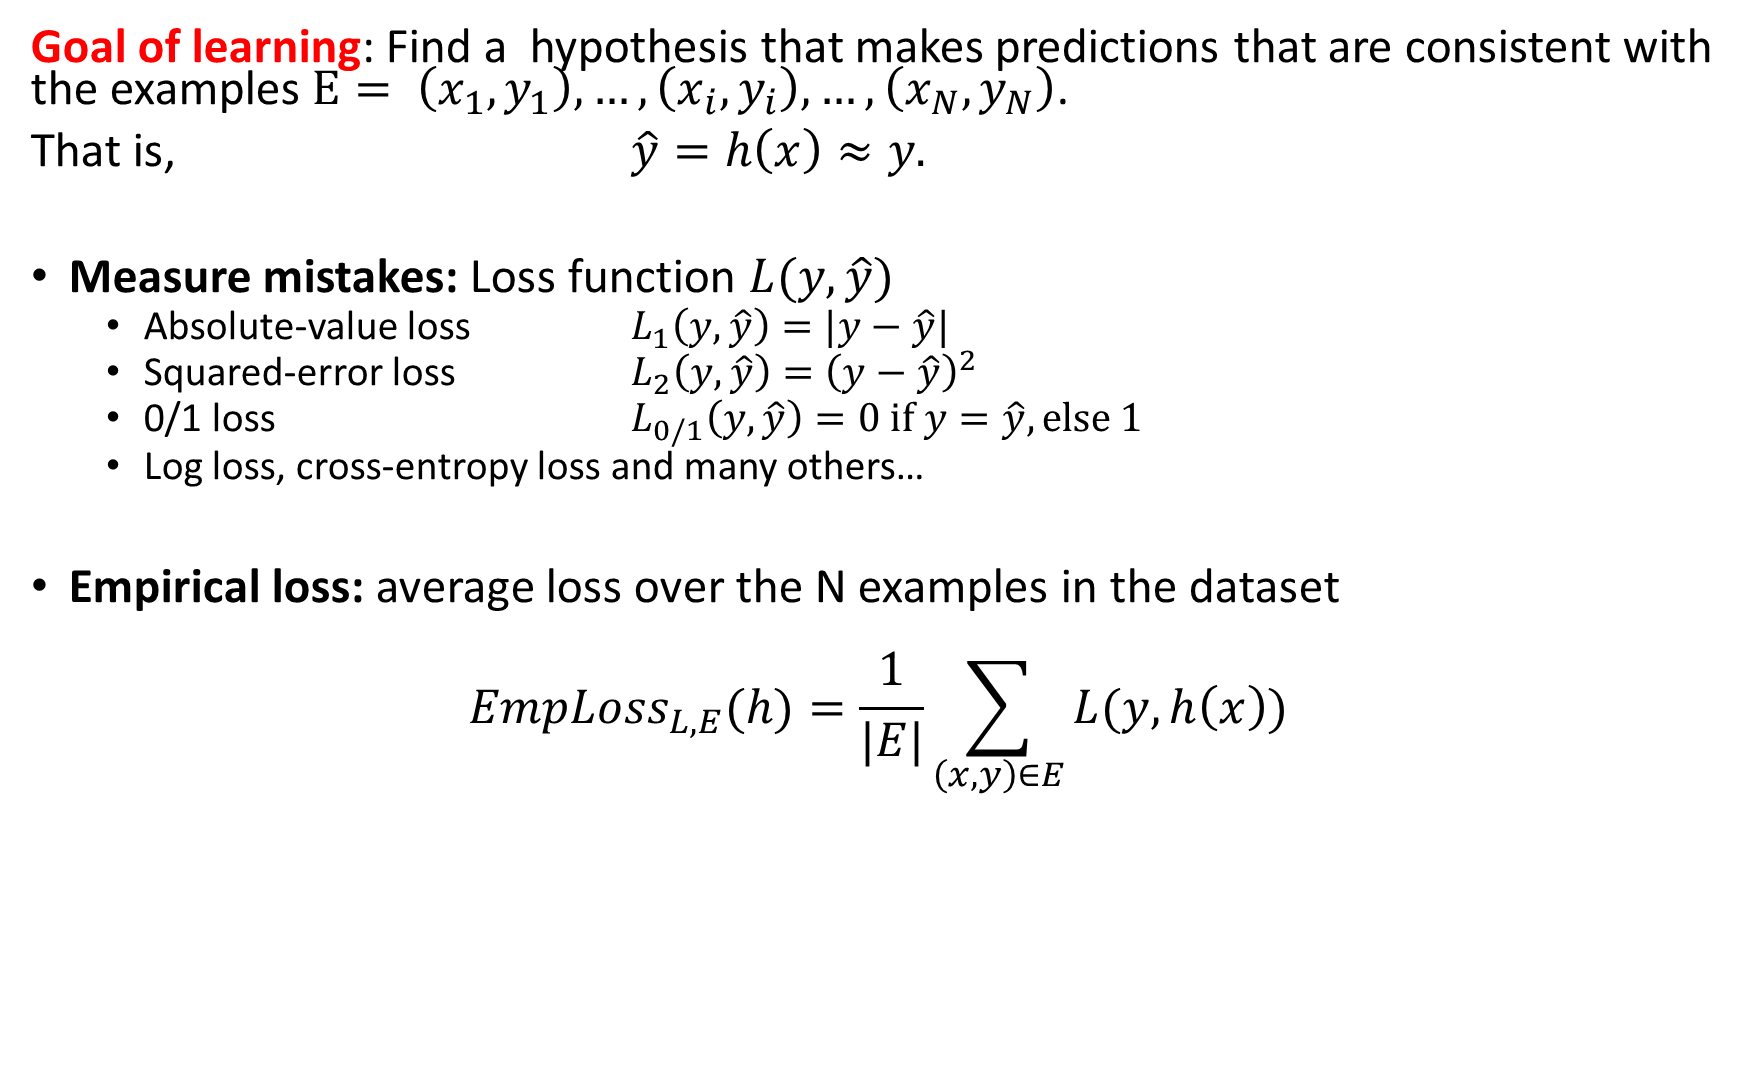 Goal of learning: Find a  hypothesis that makes predictions that are consistent with
the examples E = (x₁, y₁), … , (xᵢ, yᵢ), … , (x_N, y_N).
That is, ŷ = h(x) ≈ y.
• Measure mistakes: Loss function L(y, ŷ)
• Absolute-value loss L₁(y, ŷ) = |y − ŷ|
• Squared-error loss L₂(y, ŷ) = (y − ŷ)²
• 0/1 loss L₀/₁(y, ŷ) = 0 if y = ŷ, else 1
• Log loss, cross-entropy loss and many others…
• Empirical loss: average loss over the N examples in the dataset
EmpLoss_{L,E}(h) = \frac{1}{|E|} \sum_{(x,y)∈E} L(y, h(x))